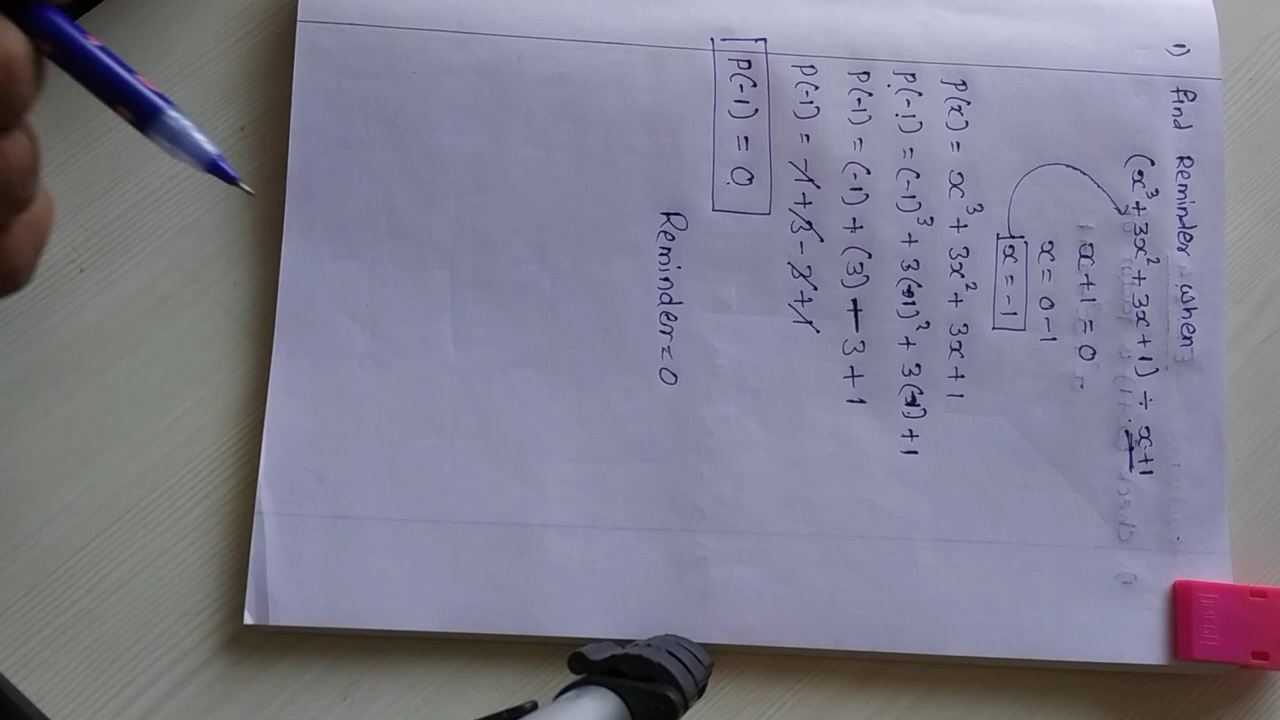 1) find Reminder when
(x³ + 3x² + 3x + 1) ÷ x+1
x+1 = 0
x = 0 - 1
x = -1
P(x) = x³ + 3x² + 3x + 1
P(-1) = (-1)³ + 3(-1)² + 3(-1) + 1
P(-1) = (-1) + (3) - 3 + 1
P(-1) = -1 + 3 - 3 + 1
P(-1) = 0
Reminder = 0